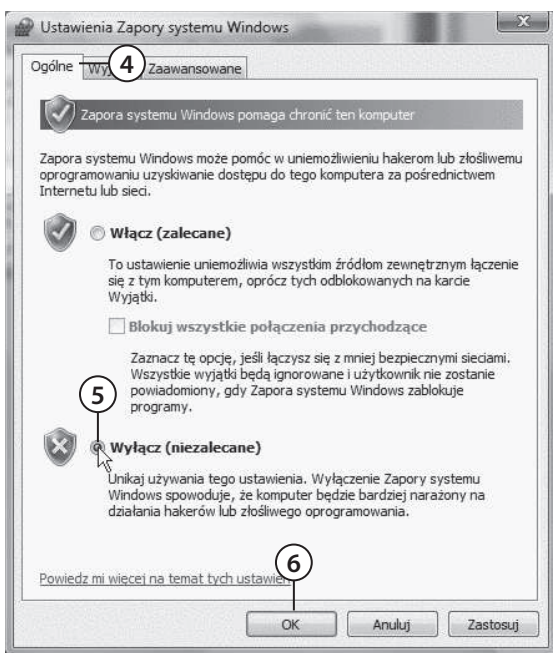 Ustawienia Zapory systemu Windows
Ogólne Zaawansowane
4
Zapora systemu Windows pomaga chronić ten komputer
Zapora systemu Windows może pomóc w uniemożliwieniu hakerom lub złośliwemu
oprogramowaniu uzyskiwanie dostępu do tego komputera za pośrednictwem
Internetu lub sieci.
Włącz (zalecane)
To ustawienie uniemożliwia wszystkim źródłom zewnętrznym łączenie
się z tym komputerem, oprócz tych odblokowanych na karcie
Wyjątki.
Blokuj wszystkie połączenia przychodzące
Zaznacz tę opcję, jeśli łączysz się z mniej bezpiecznymi sieciami.
Wszystkie wyjątki będą ignorowane i użytkownik nie zostanie
powiadomiony, gdy Zapora systemu Windows zablokuje
programy.
5
Wyłącz (niezalecane)
Unikaj używania tego ustawienia. Wyłączenie Zapory systemu
Windows spowoduje, że komputer będzie bardziej narażony na
działania hakerów lub złośliwego oprogramowania.
6
Powiedz mi więcej na temat tych ustawień
OK Anuluj Zastosuj